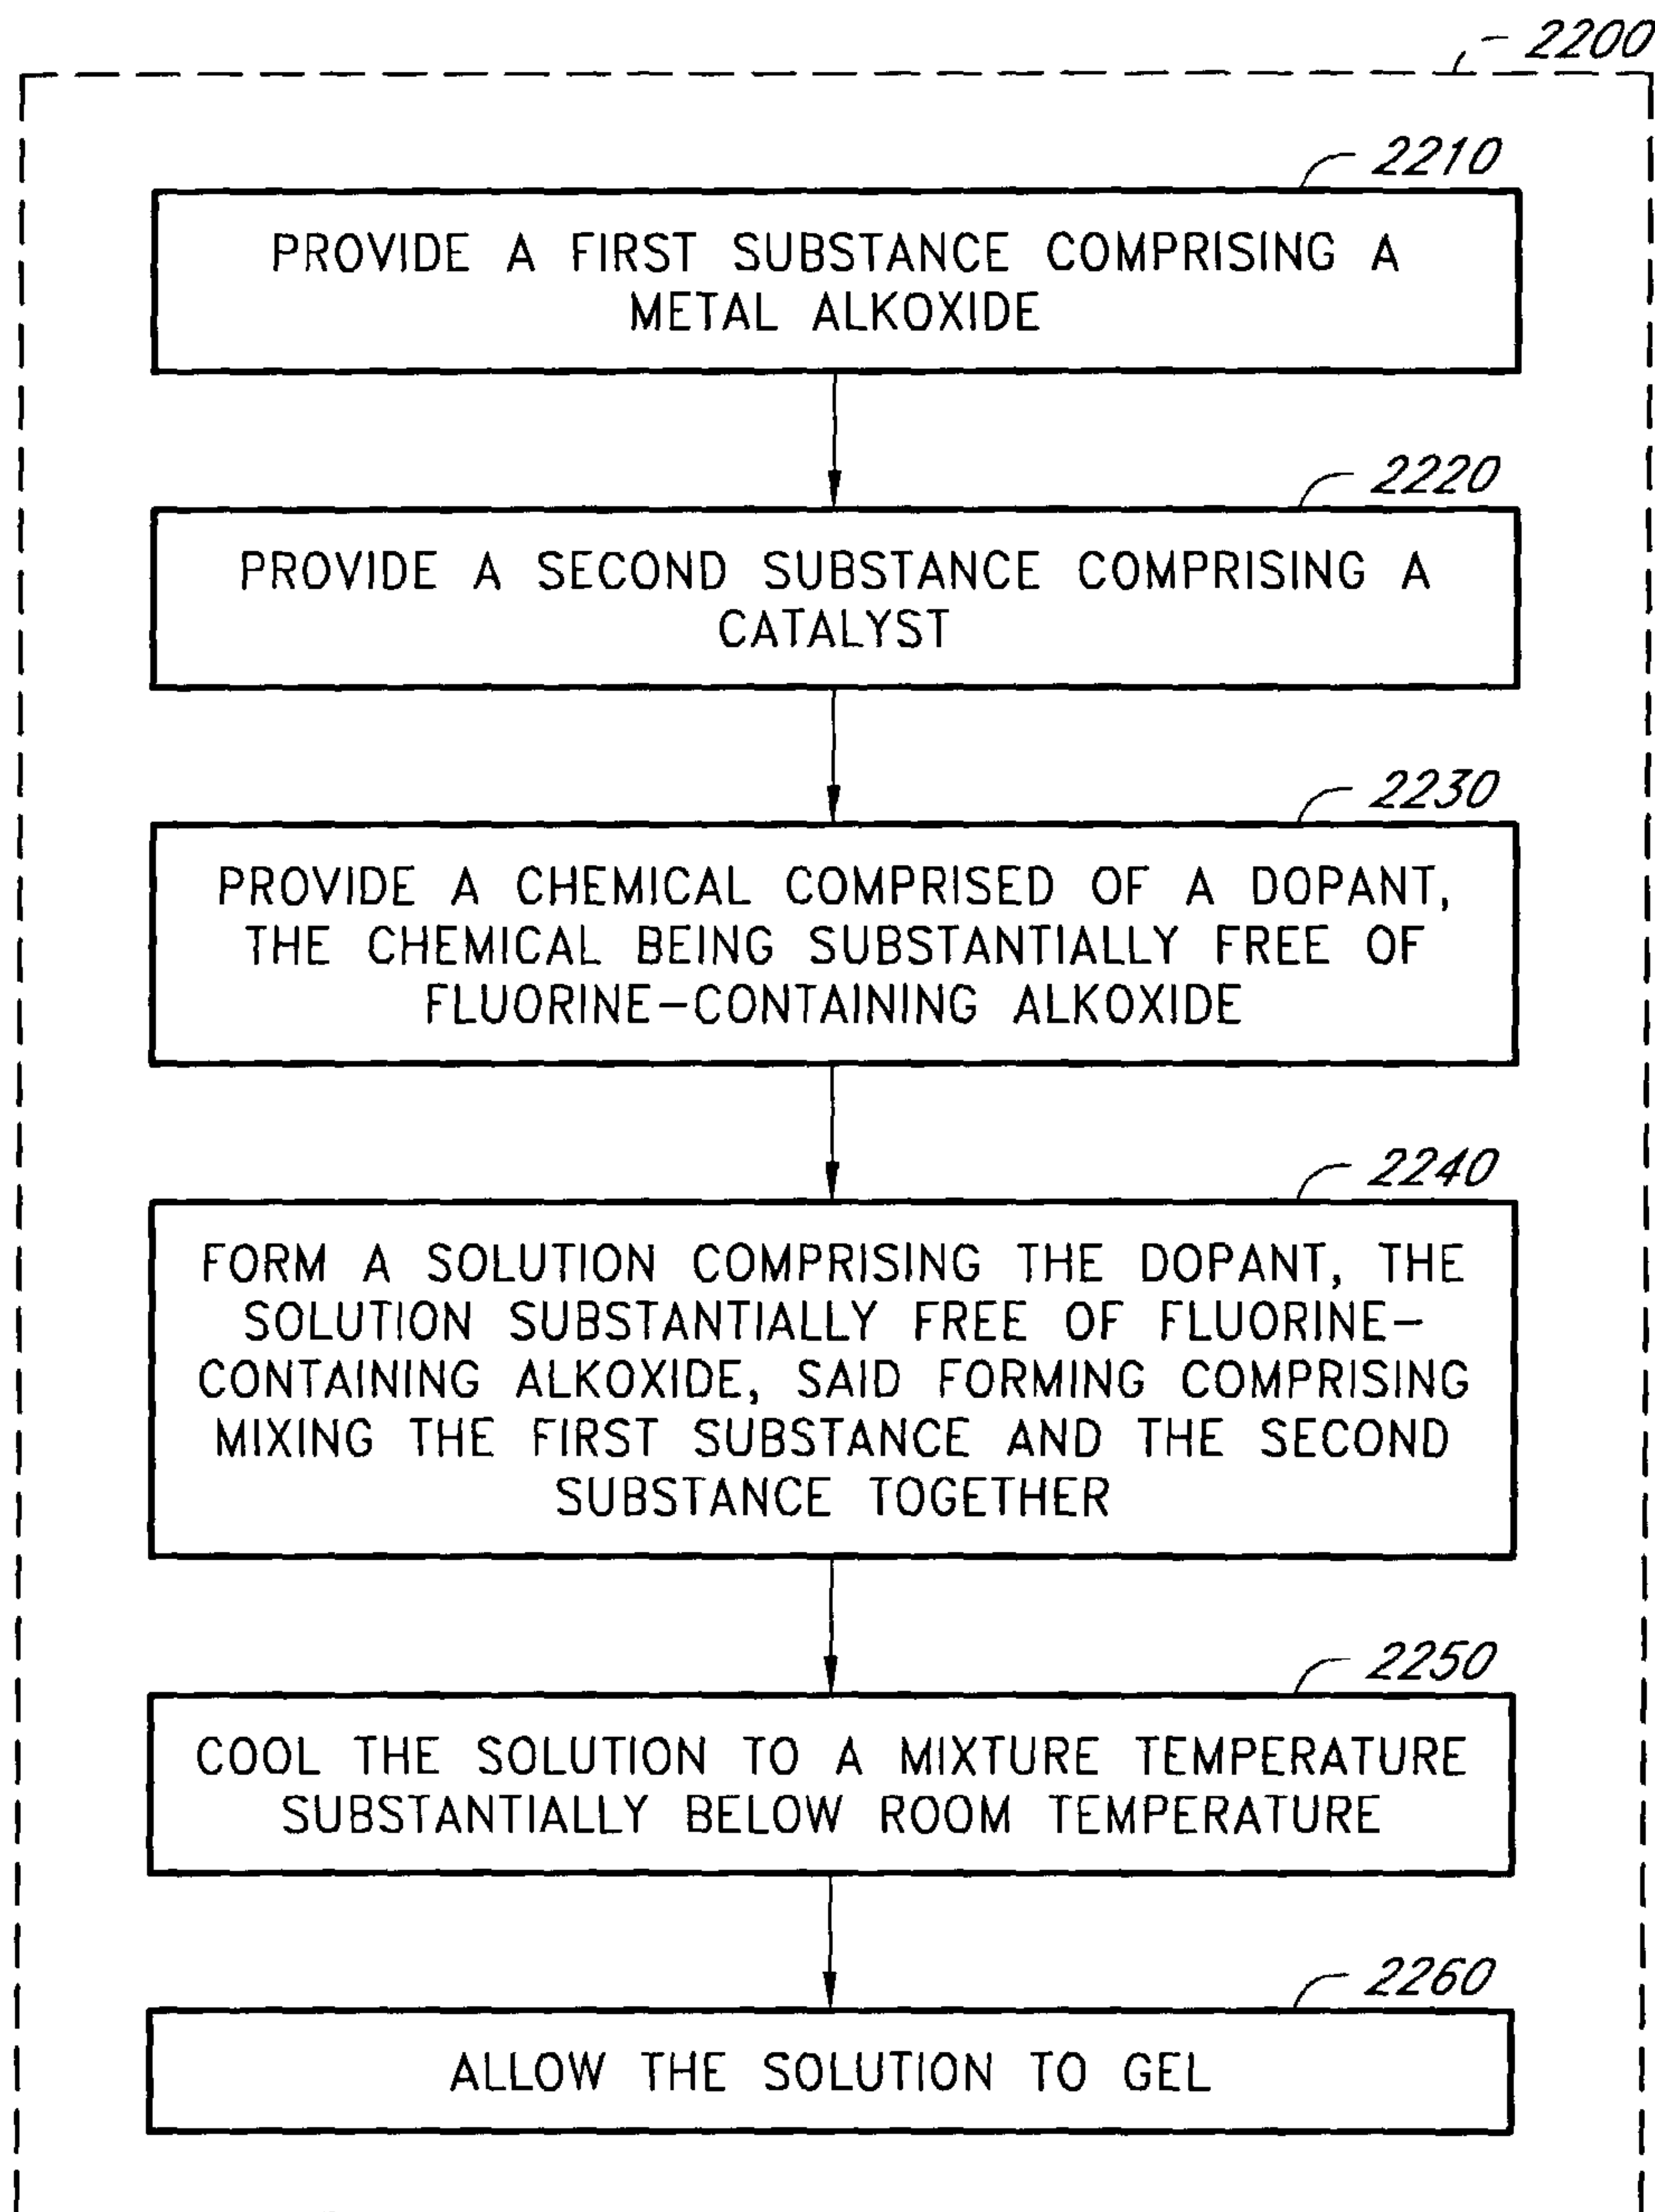 2200
2210
PROVIDE A FIRST SUBSTANCE COMPRISING A
METAL ALKOXIDE
2220
PROVIDE A SECOND SUBSTANCE COMPRISING A
CATALYST
2230
PROVIDE A CHEMICAL COMPRISED OF A DOPANT,
THE CHEMICAL BEING SUBSTANTIALLY FREE OF
FLUORINE-CONTAINING ALKOXIDE
2240
FORM A SOLUTION COMPRISING THE DOPANT, THE
SOLUTION SUBSTANTIALLY FREE OF FLUORINE-
CONTAINING ALKOXIDE, SAID FORMING COMPRISING
MIXING THE FIRST SUBSTANCE AND THE SECOND
SUBSTANCE TOGETHER
2250
COOL THE SOLUTION TO A MIXTURE TEMPERATURE
SUBSTANTIALLY BELOW ROOM TEMPERATURE
2260
ALLOW THE SOLUTION TO GEL